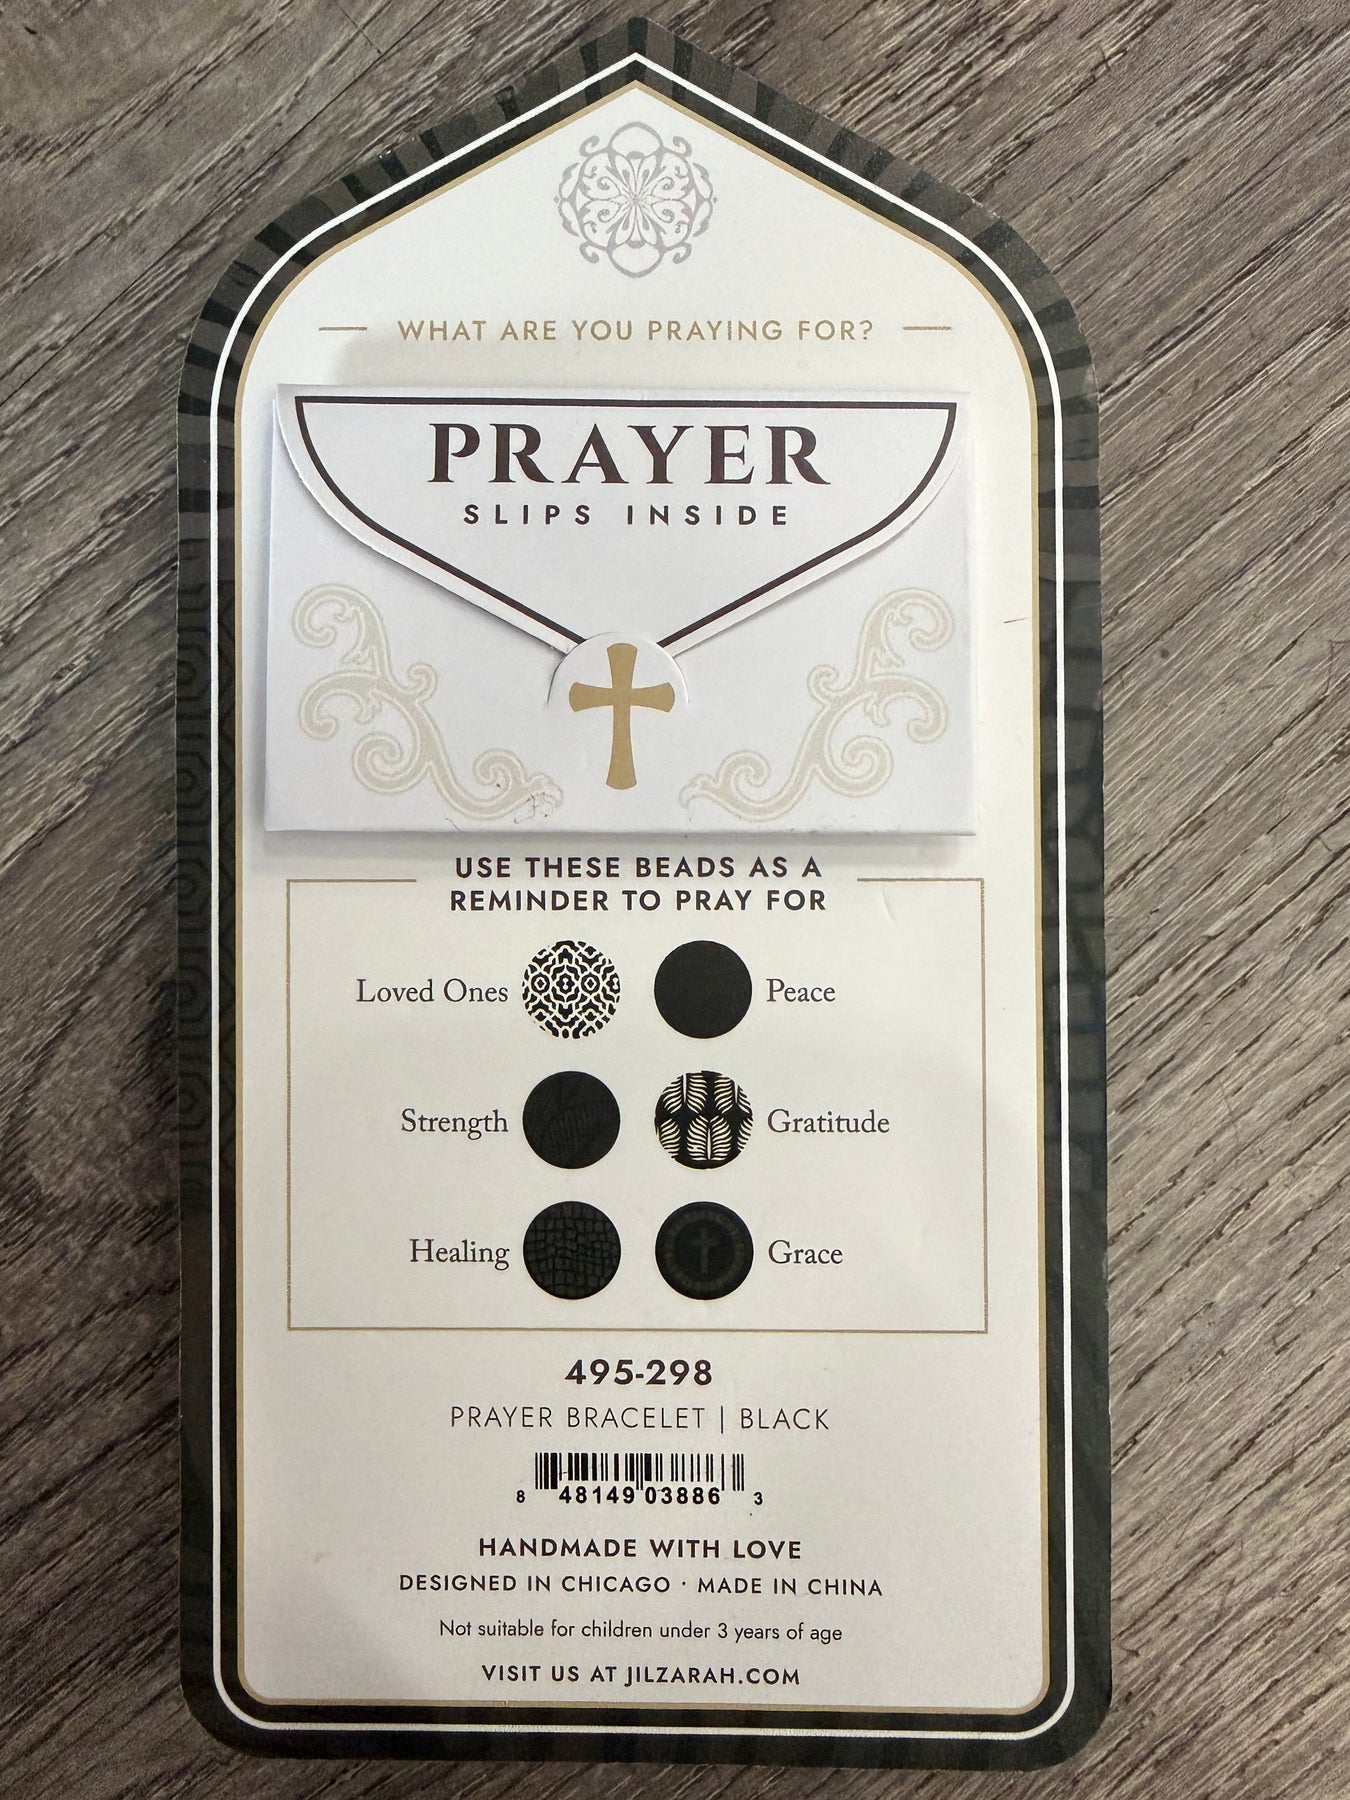 WHAT ARE YOU PRAYING FOR?
PRAYER
SLIPS INSIDE
USE THESE BEADS AS A
REMINDER TO PRAY FOR
Loved Ones Peace
Strength Gratitude
Healing Grace
495-298
PRAYER BRACELET | BLACK
8 48149 03886 3
HANDMADE WITH LOVE
DESIGNED IN CHICAGO · MADE IN CHINA
Not suitable for children under 3 years of age
VISIT US AT JILZARAH.COM